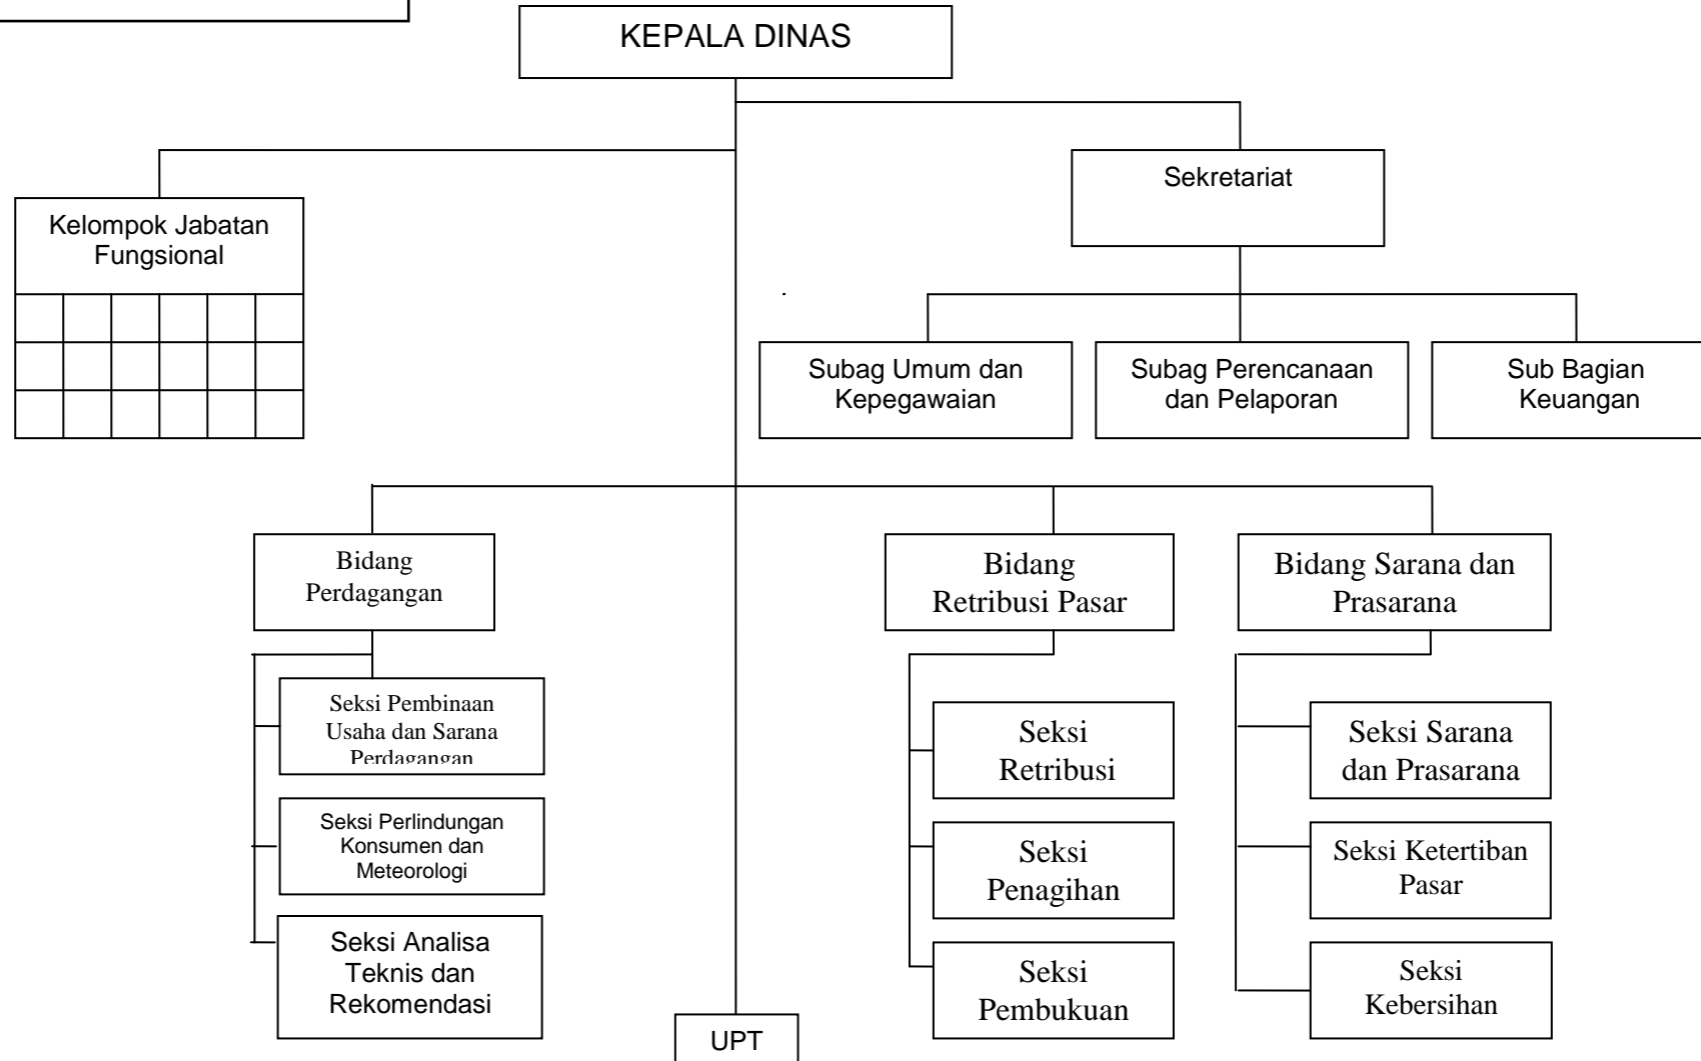 KEPALA DINAS
Sekretariat
Kelompok Jabatan
Fungsional
Subag Umum dan
Kepegawaian
Subag Perencanaan
dan Pelaporan
Sub Bagian
Keuangan
Bidang
Perdagangan
Bidang
Retribusi Pasar
Bidang Sarana dan
Prasarana
Seksi Pembinaan
Usaha dan Sarana
Perdagangan
Seksi Perlindungan
Konsumen dan
Meteorologi
Seksi Analisa
Teknis dan
Rekomendasi
Seksi
Retribusi
Seksi
Penagihan
Seksi
Pembukuan
Seksi Sarana
dan Prasarana
Seksi Ketertiban
Pasar
Seksi
Kebersihan
UPT